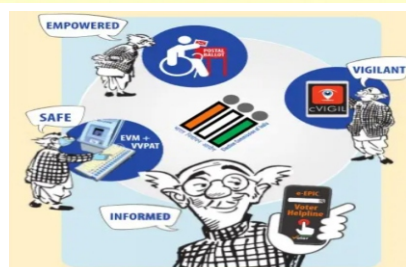 EMPOWERED
POSTAL
BALLOT
VIGILANT
cVIGIL
SAFE
EVM +
VVPAT
INFORMED
e-EPIC
Voter
Helpline